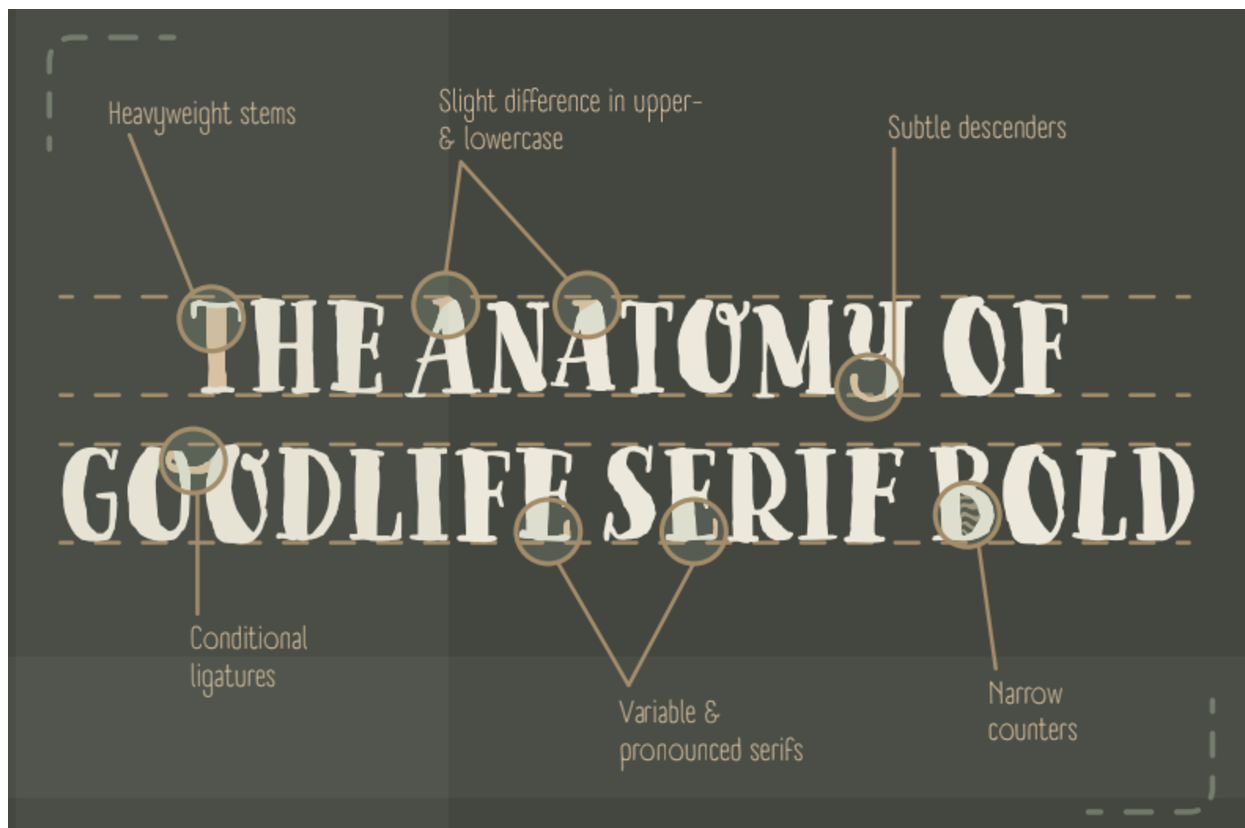 Heavyweight stems
Slight difference in upper-
& lowercase
Subtle descenders
THE ANATOMY OF
GOODLIFE SERIF BOLD
Conditional
ligatures
Variable &
pronounced serifs
Narrow
counters